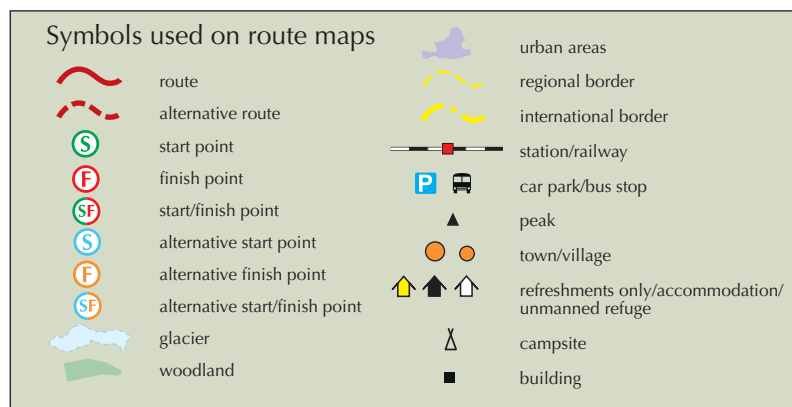 Symbols used on route maps
route
alternative route
S
start point
F
finish point
SF
start/finish point
S
alternative start point
F
alternative finish point
SF
alternative start/finish point
glacier
woodland
urban areas
regional border
international border
station/railway
P
car park/bus stop
peak
town/village
refreshments only/accommodation/
unmanned refuge
campsite
building